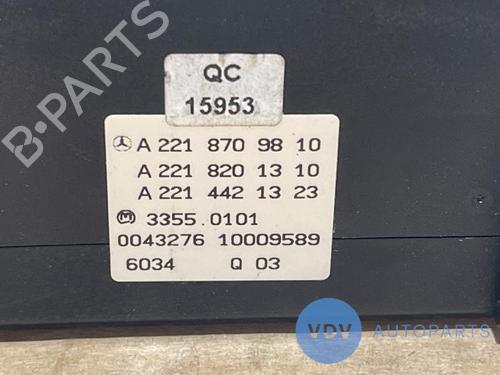 QC
15953
A 221 870 98 10
A 221 820 13 10
A 221 442 13 23
3355.0101
0043276 10009589
6034 Q 03
VDV AUTOPARTS